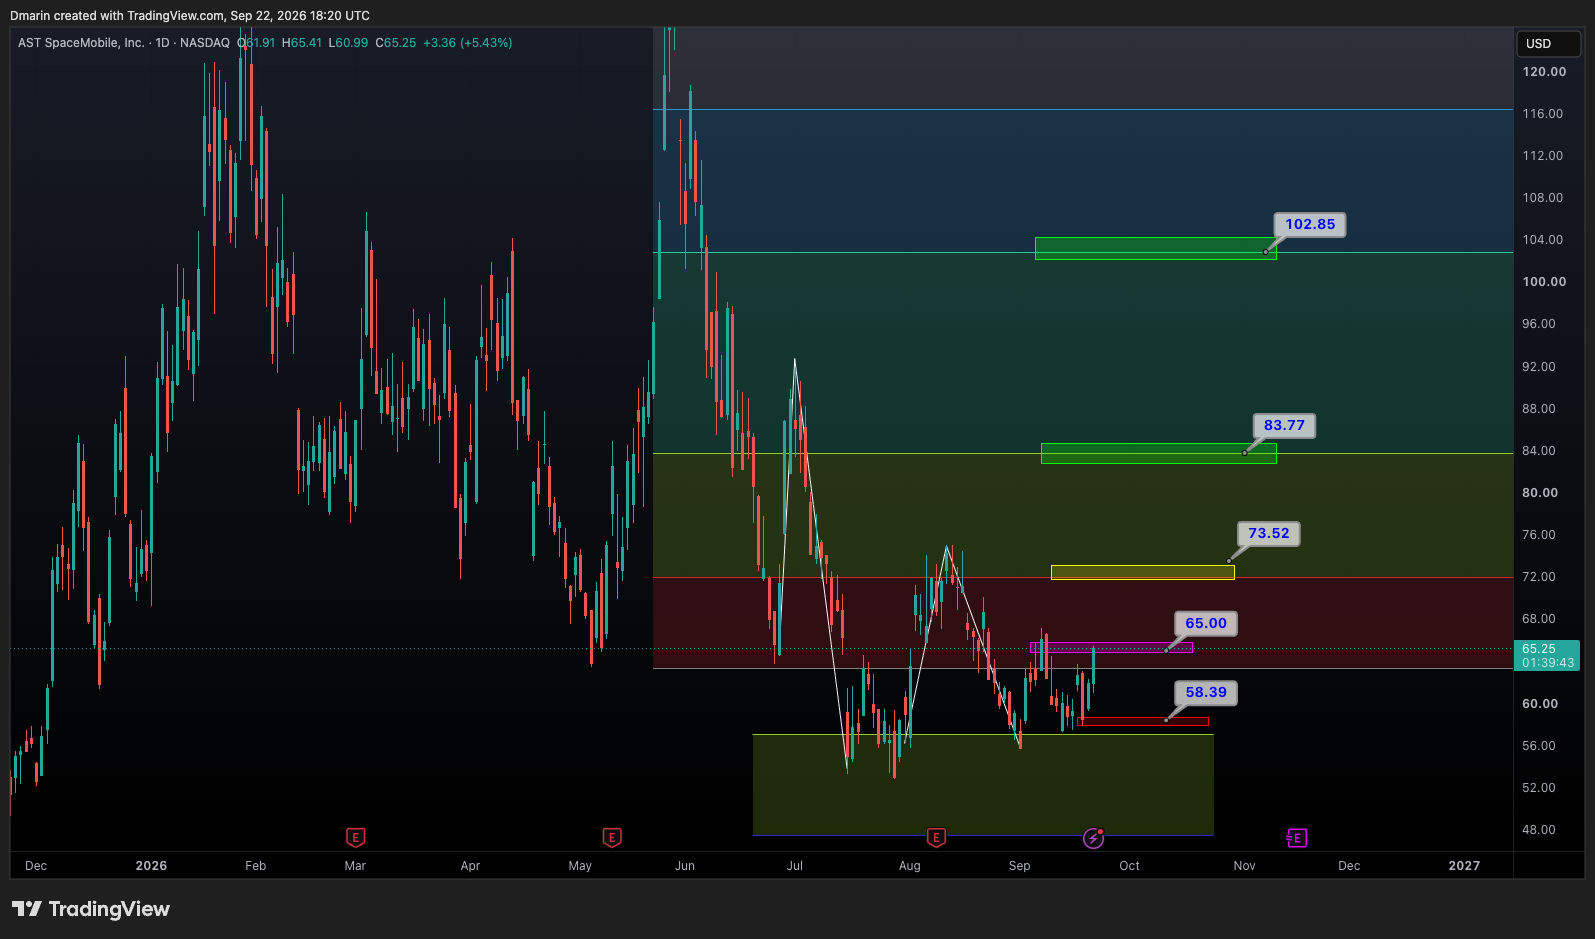 Dmarin created with TradingView.com, Sep 22, 2026 18:20 UTC
AST SpaceMobile, Inc. · 1D · NASDAQ O61.91 H65.41 L60.99 C65.25 +3.36 (+5.43%)
USD
120.00
116.00
112.00
108.00
104.00
100.00
96.00
92.00
88.00
84.00
80.00
76.00
72.00
68.00
65.25
01:39:43
60.00
56.00
52.00
48.00
102.85
83.77
73.52
65.00
58.39
E
E
E
E
Dec
2026
Feb
Mar
Apr
May
Jun
Jul
Aug
Sep
Oct
Nov
Dec
2027
TradingView